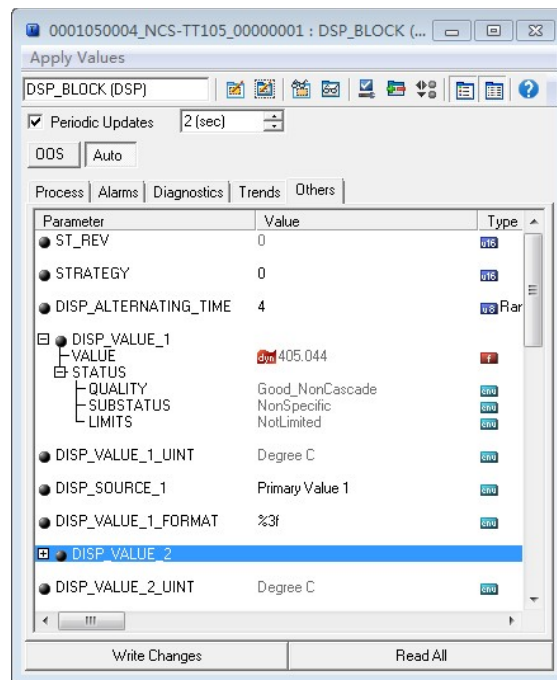 0001050004_NCS-TT105_00000001 : DSP_BLOCK (...
Apply Values
DSP_BLOCK (DSP)
Periodic Updates 2 (sec)
OOS Auto
Process Alarms Diagnostics Trends Others
Parameter Value Type
ST_REV 0 u16
STRATEGY 0 u16
DISP_ALTERNATING_TIME 4 u8 Rar
DISP_VALUE_1
VALUE dyn 405.044 f
STATUS
QUALITY Good_NonCascade enu
SUBSTATUS NonSpecific enu
LIMITS NotLimited enu
DISP_VALUE_1_UINT Degree C enu
DISP_SOURCE_1 Primary Value 1 enu
DISP_VALUE_1_FORMAT %3f enu
DISP_VALUE_2
DISP_VALUE_2_UINT Degree C enu
Write Changes Read All